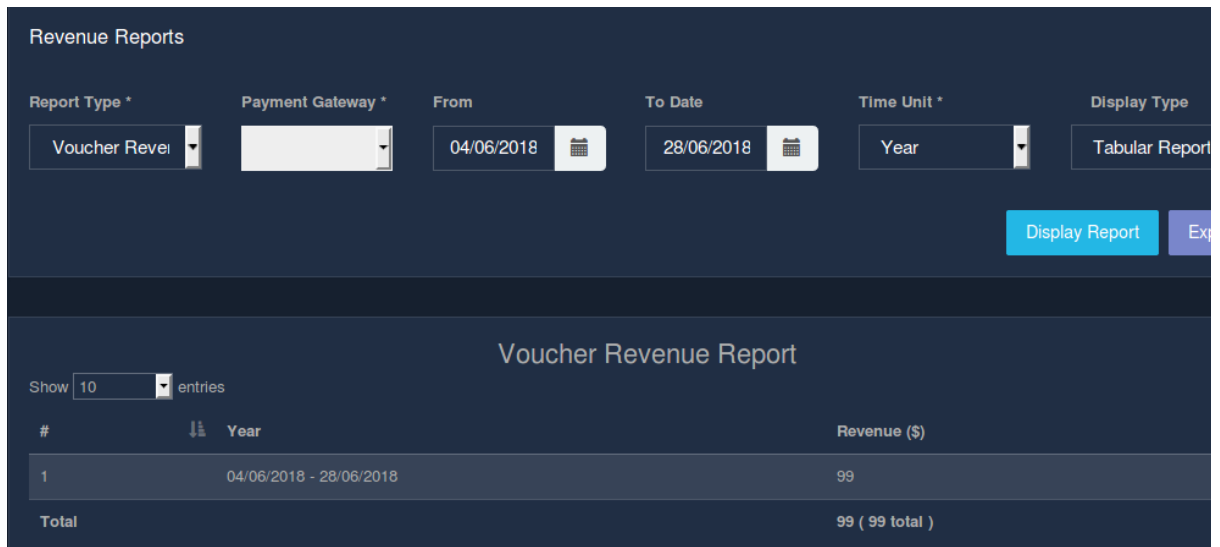 Revenue Reports
Report Type * Payment Gateway * From To Date Time Unit * Display Type
Voucher Rever 04/06/2018 28/06/2018 Year Tabular Report
Display Report Exp
Voucher Revenue Report
Show 10 entries
# Year Revenue ($)
1 04/06/2018 - 28/06/2018 99
Total 99 ( 99 total )